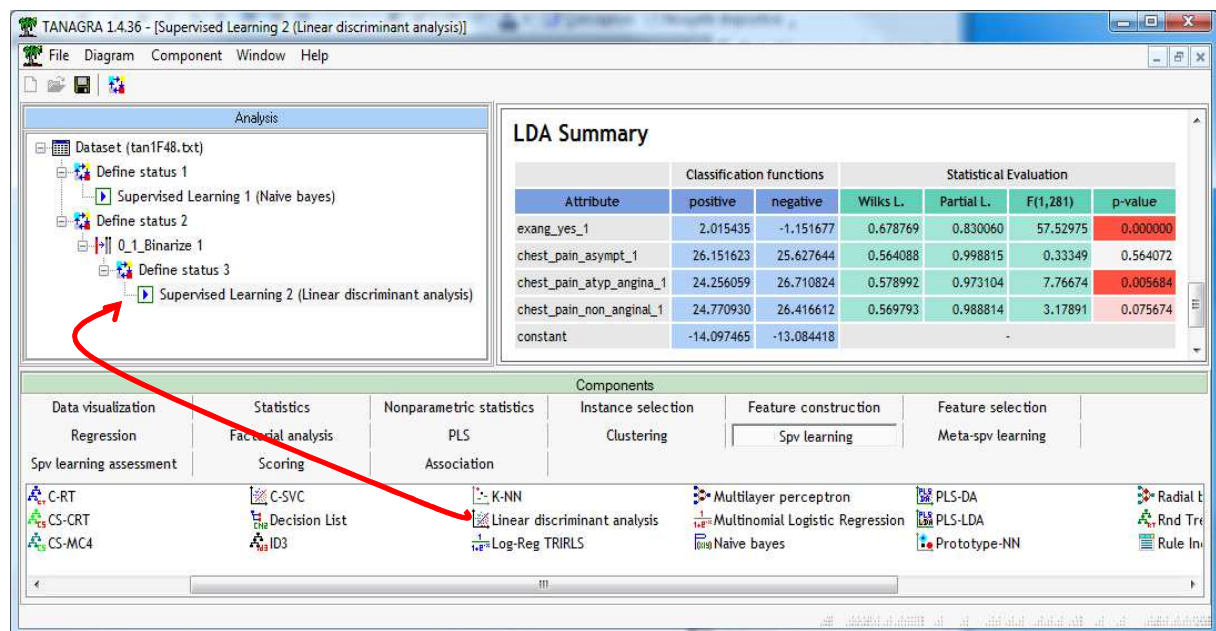 TANAGRA 1.4.36 - [Supervised Learning 2 (Linear discriminant analysis)]
File Diagram Component Window Help
Analysis
Dataset (tan1F48.txt)
Define status 1
Supervised Learning 1 (Naive bayes)
Define status 2
0_1_Binarize 1
Define status 3
Supervised Learning 2 (Linear discriminant analysis)
LDA Summary
Classification functions Statistical Evaluation
Attribute positive negative Wilks L. Partial L. F(1,281) p-value
exang_yes_1 2.015435 -1.151677 0.678769 0.830060 57.52975 0.000000
chest_pain_asympt_1 26.151623 25.627644 0.564088 0.998815 0.33349 0.564072
chest_pain_atyp_angina_1 24.256059 26.710824 0.578992 0.973104 7.76674 0.005684
chest_pain_non_anginal_1 24.770930 26.416612 0.569793 0.988814 3.17891 0.075674
constant -14.097465 -13.084418 -
Components
Data visualization Statistics Nonparametric statistics Instance selection Feature construction Feature selection
Regression Factorial analysis PLS Clustering Spv learning Meta-spv learning
Spv learning assessment Scoring Association
C-RT C-SVC K-NN Multilayer perceptron PLS-DA Radial b
CS-CRT Decision List Linear discriminant analysis Multinomial Logistic Regression PLS-LDA Rnd Tre
CS-MC4 ID3 Log-Reg TRIRLS Naive bayes Prototype-NN Rule In